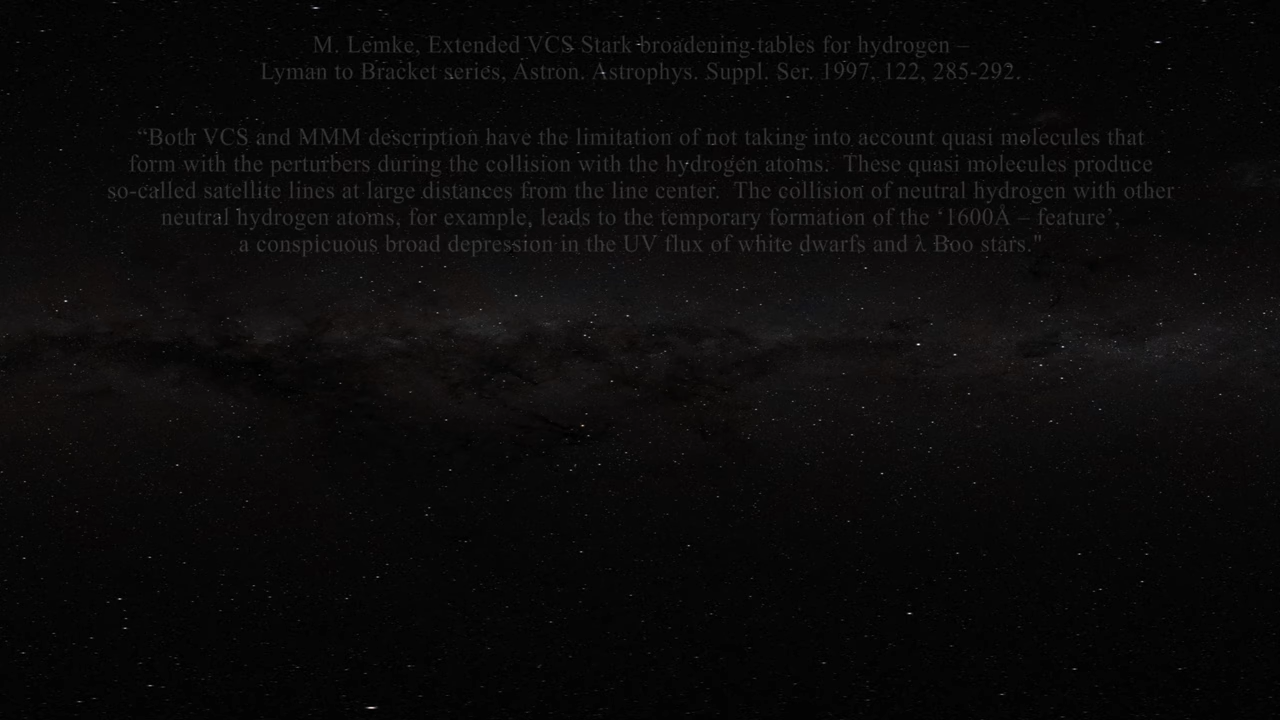 M. Lemke, Extended VCS Stark broadening tables for hydrogen –
Lyman to Bracket series, Astron. Astrophys. Suppl. Ser. 1997, 122, 285-292.
“Both VCS and MMM description have the limitation of not taking into account quasi molecules that
form with the perturbers during the collision with the hydrogen atoms.  These quasi molecules produce
so-called satellite lines at large distances from the line center.  The collision of neutral hydrogen with other
neutral hydrogen atoms, for example, leads to the temporary formation of the ‘1600Å – feature’,
a conspicuous broad depression in the UV flux of white dwarfs and λ Boo stars."